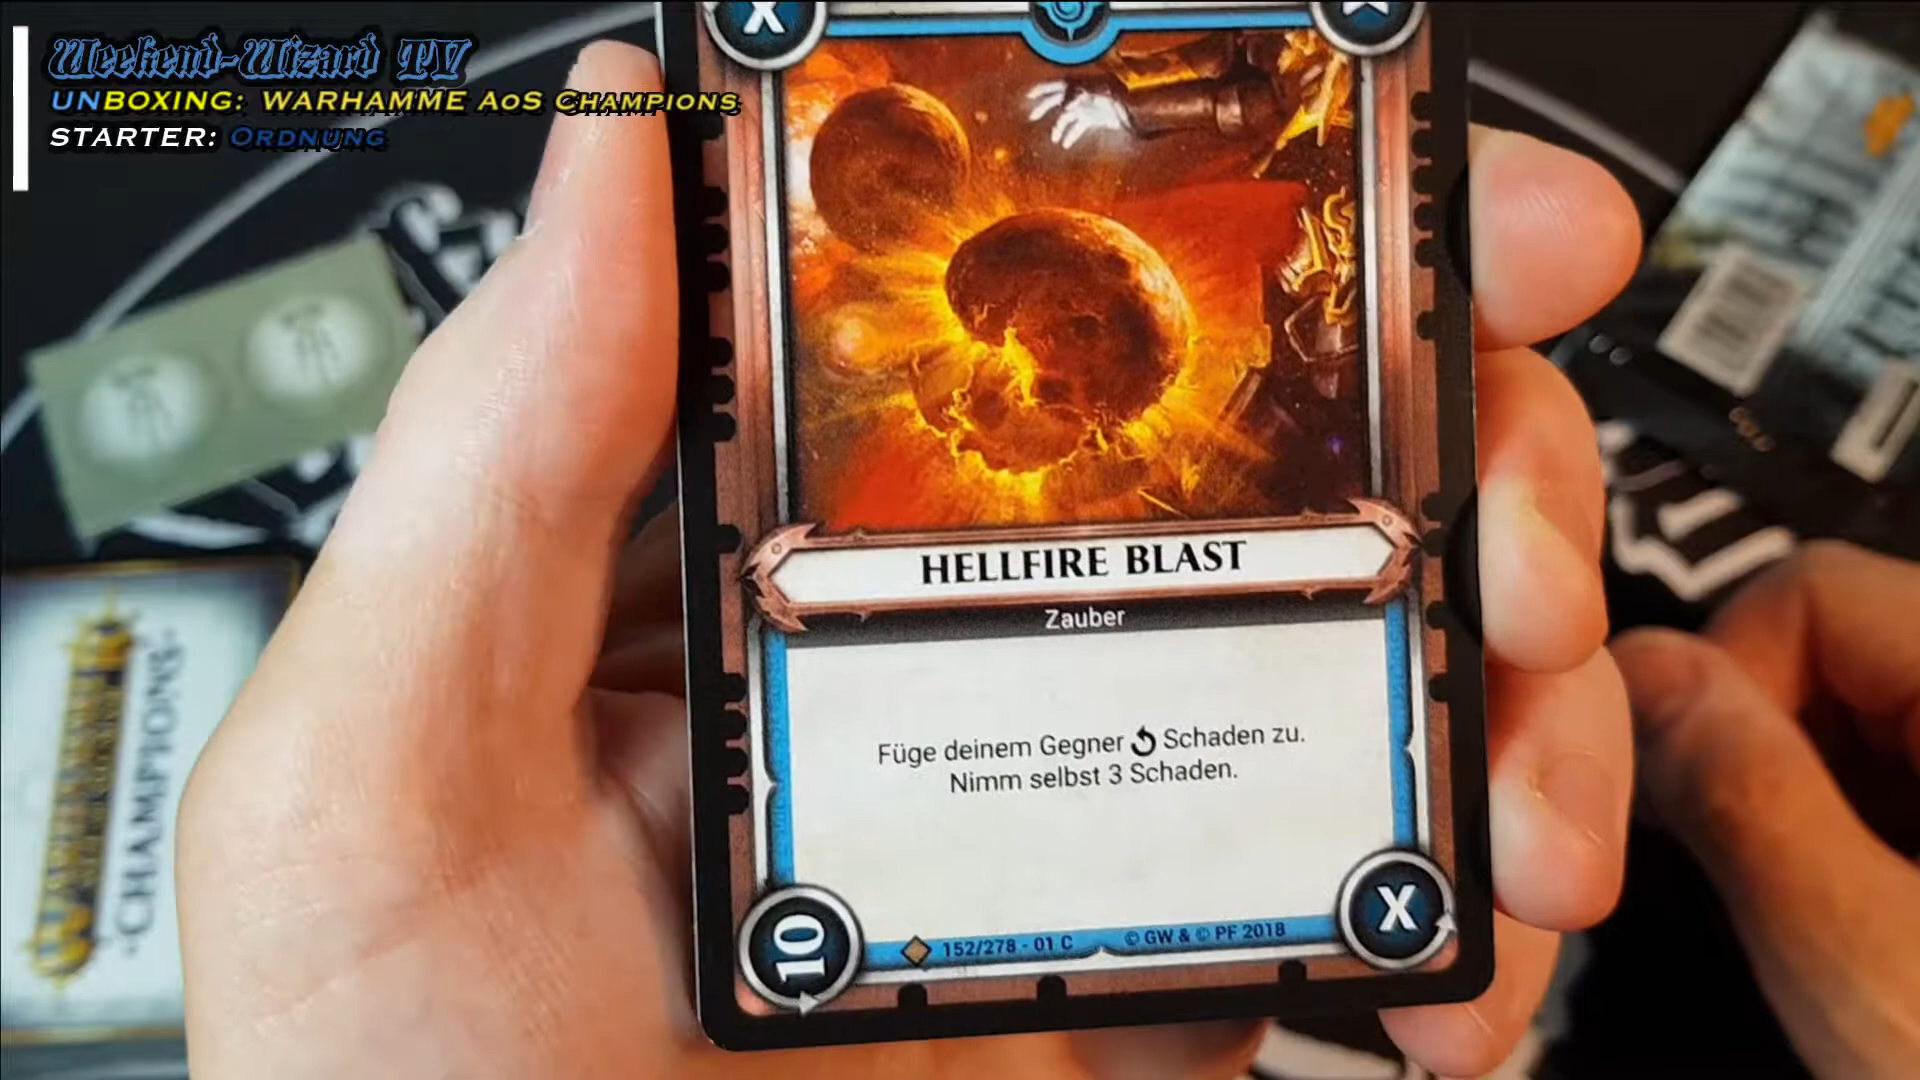 Weekend-Wizard TV
UNBOXING: WARHAMME AoS Champions
STARTER: Ordnung
X
HELLFIRE BLAST
Zauber
Füge deinem Gegner Schaden zu.
Nimm selbst 3 Schaden.
10
X
152/278 - 01 C
© GW & © PF 2018
CHAMPIONS